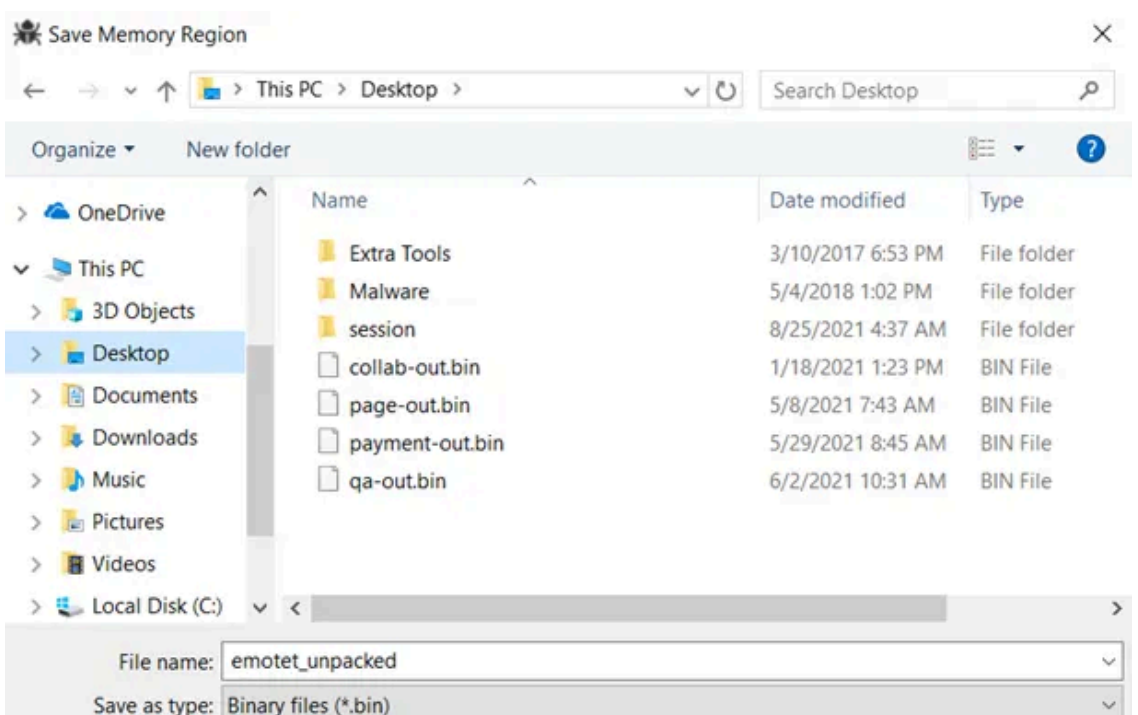 Save Memory Region
This PC > Desktop >
Search Desktop
Organize
New folder
?
Name
Date modified
Type
OneDrive
This PC
3D Objects
Desktop
Documents
Downloads
Music
Pictures
Videos
Local Disk (C:)
Extra Tools 3/10/2017 6:53 PM File folder
Malware 5/4/2018 1:02 PM File folder
session 8/25/2021 4:37 AM File folder
collab-out.bin 1/18/2021 1:23 PM BIN File
page-out.bin 5/8/2021 7:43 AM BIN File
payment-out.bin 5/29/2021 8:45 AM BIN File
qa-out.bin 6/2/2021 10:31 AM BIN File
File name: emotet_unpacked
Save as type: Binary files (*.bin)